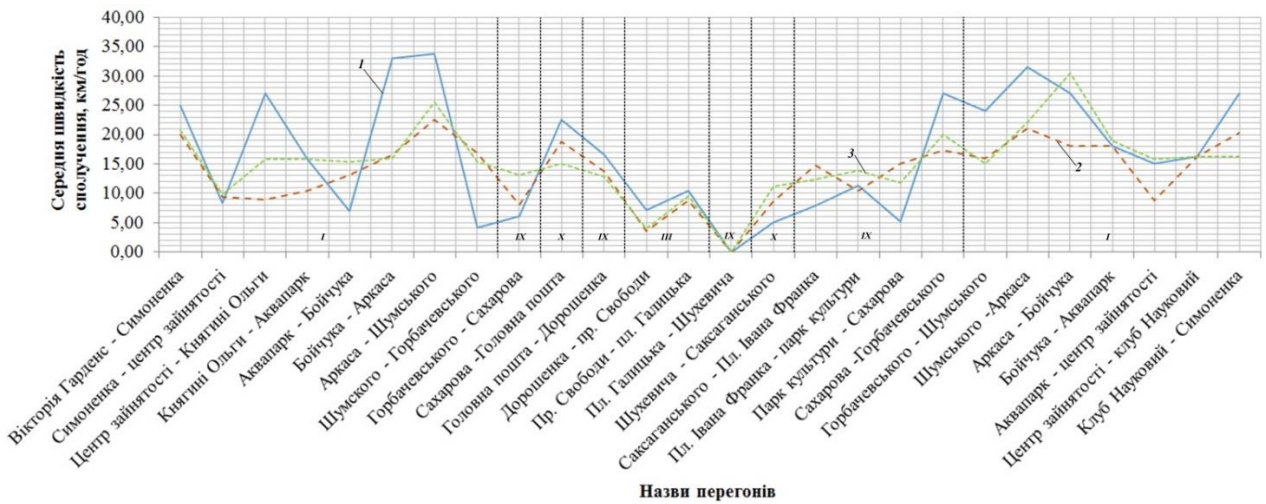 Середня швидкість
сполучення, км/год
40,00
35,00
30,00
25,00
20,00
15,00
10,00
5,00
0,00
1
2
3
I
IX
X
IX
III
IX
X
IX
I
Вікторія Гарденс - Симоненка
Симоненка - центр зайнятості
Центр зайнятості - Княгині Ольги
Княгині Ольги - Аквапарк
Аквапарк - Бойчука
Бойчука - Аркаса
Аркаса - Шумського
Шумського - Горбачевського
Горбачевського - Сахарова
Сахарова -Головна пошта
Головна пошта - Дорошенка
Дорошенка - пр. Свободи
Пр. Свободи - пл. Галицька
Пл. Галицька - Шухевича
Шухевича - Саксаганського
Саксаганського - Пл. Івана Франка
Пл. Івана Франка - парк культури
Парк культури - Сахарова
Сахарова -Горбачевського
Горбачевського - Шумського
Шумського -Аркаса
Аркаса - Бойчука
Бойчука - Аквапарк
Аквапарк - центр зайнятості
Центр зайнятості - клуб Науковий
Клуб Науковий - Симоненка
Назви перегонів